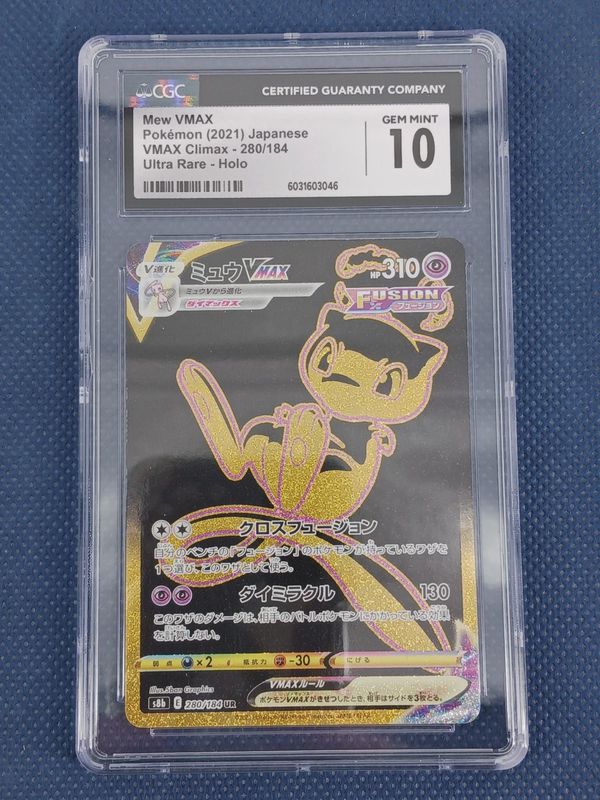 CGC
CERTIFIED GUARANTY COMPANY
Mew VMAX
Pokémon (2021) Japanese
VMAX Climax - 280/184
Ultra Rare - Holo
GEM MINT
10
6031603046
V進化
ミュウVMAX
ミュウVから進化
ダイマックス
HP310
FUSION
フュージョン
クロスフュージョン
自分のベンチの「フュージョン」のポケモンが持っているワザを
1つ選び、このワザとして使う。
ダイミラクル 130
このワザのダメージは、相手のバトルポケモンにかかっている効果
を計算しない。
弱点 ×2 抵抗力 -30 にげる
VMAXルール
ポケモンVMAXがきぜつしたとき、相手はサイドを3枚とる。
Illus.5ban Graphics
s8b E 280/184 UR